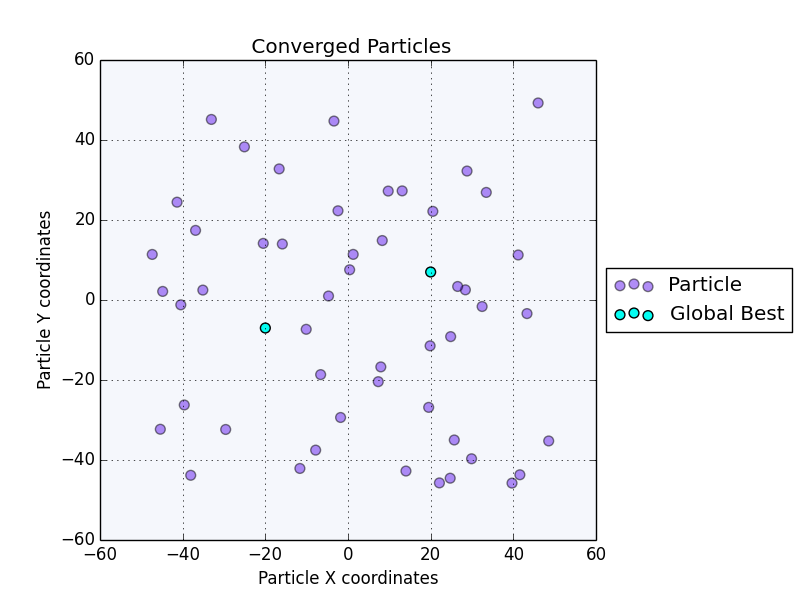 Converged Particles
60
40
20
0
−20
−40
−60
Particle Y coordinates
−60 −40 −20 0 20 40 60
Particle X coordinates
Particle
Global Best